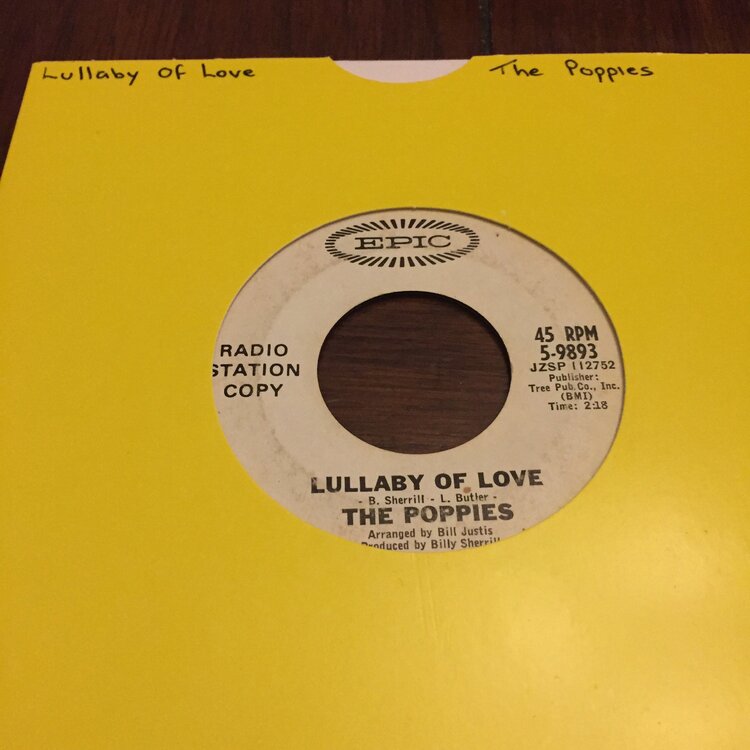 Lullaby Of Love The Poppies
EPIC
RADIO
STATION
COPY
45 RPM
5-9893
JZSP 112752
Publisher:
Tree Pub. Co., Inc.
(BMI)
Time: 2:18
LULLABY OF LOVE
- B. Sherrill - L. Butler -
THE POPPIES
Arranged by Bill Justis
Produced by Billy Sherrill